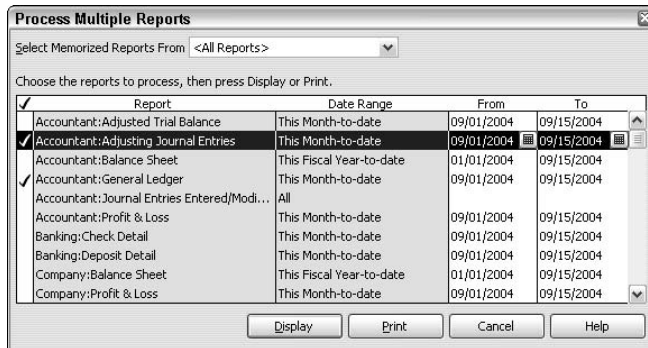 Process Multiple Reports
Select Memorized Reports From <All Reports>
Choose the reports to process, then press Display or Print.
✓ Report Date Range From To
Accountant:Adjusted Trial Balance This Month-to-date 09/01/2004 09/15/2004
✓ Accountant:Adjusting Journal Entries This Month-to-date 09/01/2004 09/15/2004
Accountant:Balance Sheet This Fiscal Year-to-date 01/01/2004 09/15/2004
✓ Accountant:General Ledger This Month-to-date 09/01/2004 09/15/2004
Accountant:Journal Entries Entered/Modi... All
Accountant:Profit & Loss This Month-to-date 09/01/2004 09/15/2004
Banking:Check Detail This Month-to-date 09/01/2004 09/15/2004
Banking:Deposit Detail This Month-to-date 09/01/2004 09/15/2004
Company:Balance Sheet This Fiscal Year-to-date 01/01/2004 09/15/2004
Company:Profit & Loss This Month-to-date 09/01/2004 09/15/2004
Display Print Cancel Help